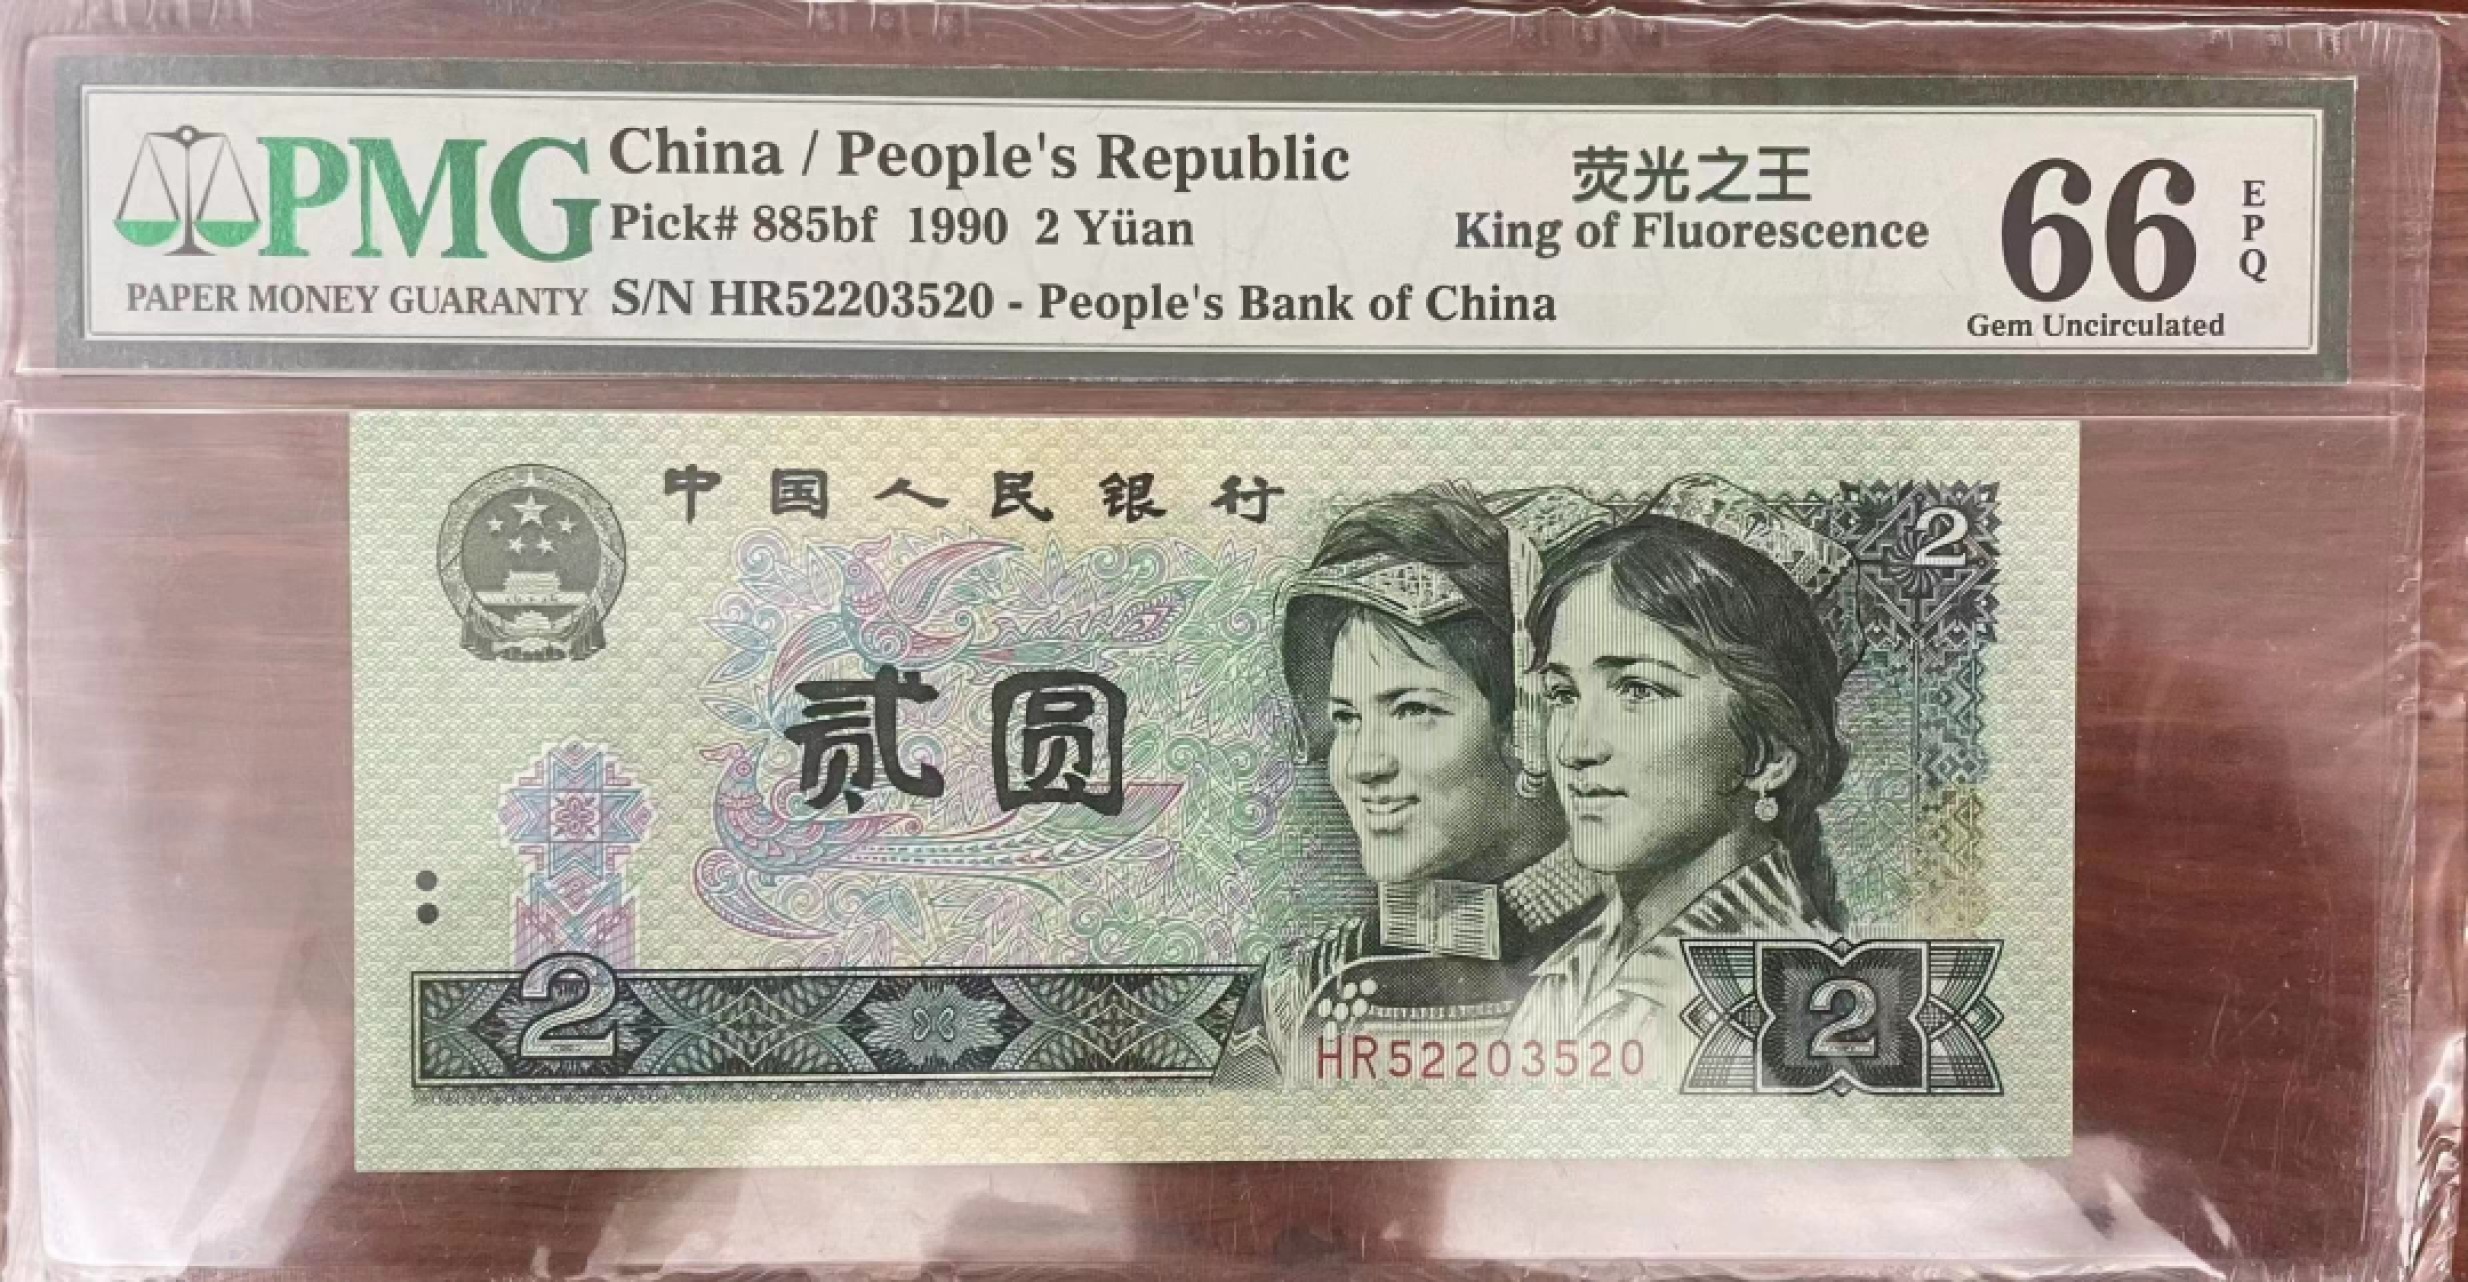 PMG
PAPER MONEY GUARANTY
China / People's Republic
Pick# 885bf 1990 2 Yüan
S/N HR52203520 - People's Bank of China
荧光之王
King of Fluorescence
66
EPQ
Gem Uncirculated
中国人民银行
2
贰圆
2
2
HR52203520